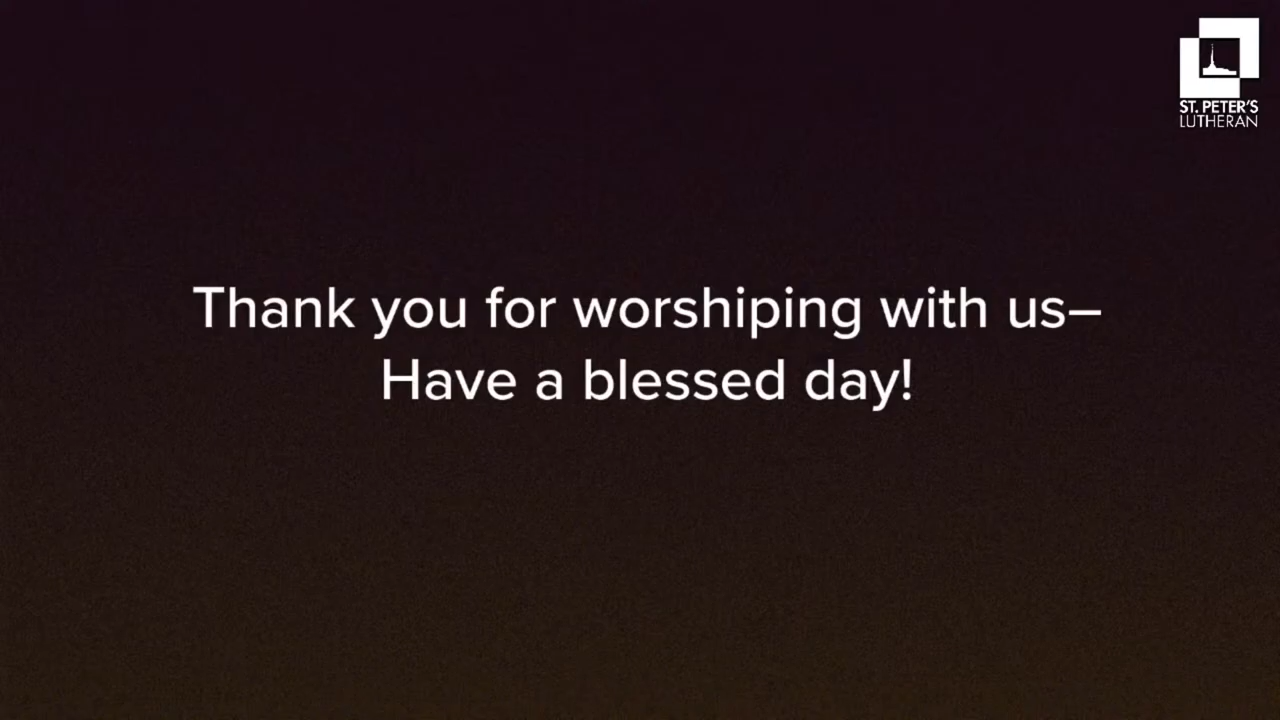 ST. PETER'S
LUTHERAN
Thank you for worshiping with us–
Have a blessed day!